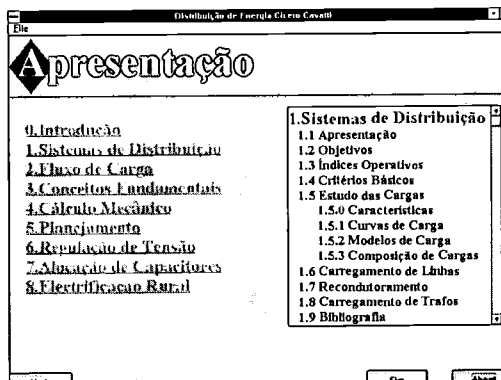 Distribuição de Energia Cícero Cavatti
File
Apresentação
0.Introdução
1.Sistemas de Distribuição
2.Fluxo de Carga
3.Conceitos Fundamentais
4.Cálculo Mecânico
5.Planejamento
6.Regulação de Tensão
7.Alocação de Capacitores
8.Eletrificacao Rural
1.Sistemas de Distribuição
1.1 Apresentação
1.2 Objetivos
1.3 Índices Operativos
1.4 Critérios Básicos
1.5 Estudo das Cargas
1.5.0 Características
1.5.1 Curvas de Carga
1.5.2 Modelos de Carga
1.5.3 Composição de Cargas
1.6 Carregamento de Linhas
1.7 Recondutoramento
1.8 Carregamento de Trafos
1.9 Bibliografia
About